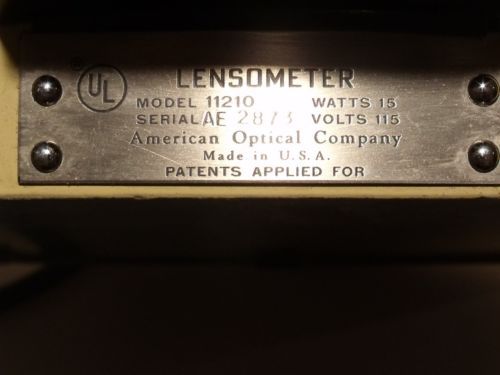 ® UL LENSOMETER
MODEL 11210 WATTS 15
SERIAL AE 2873 VOLTS 115
American Optical Company
Made in U.S.A.
PATENTS APPLIED FOR